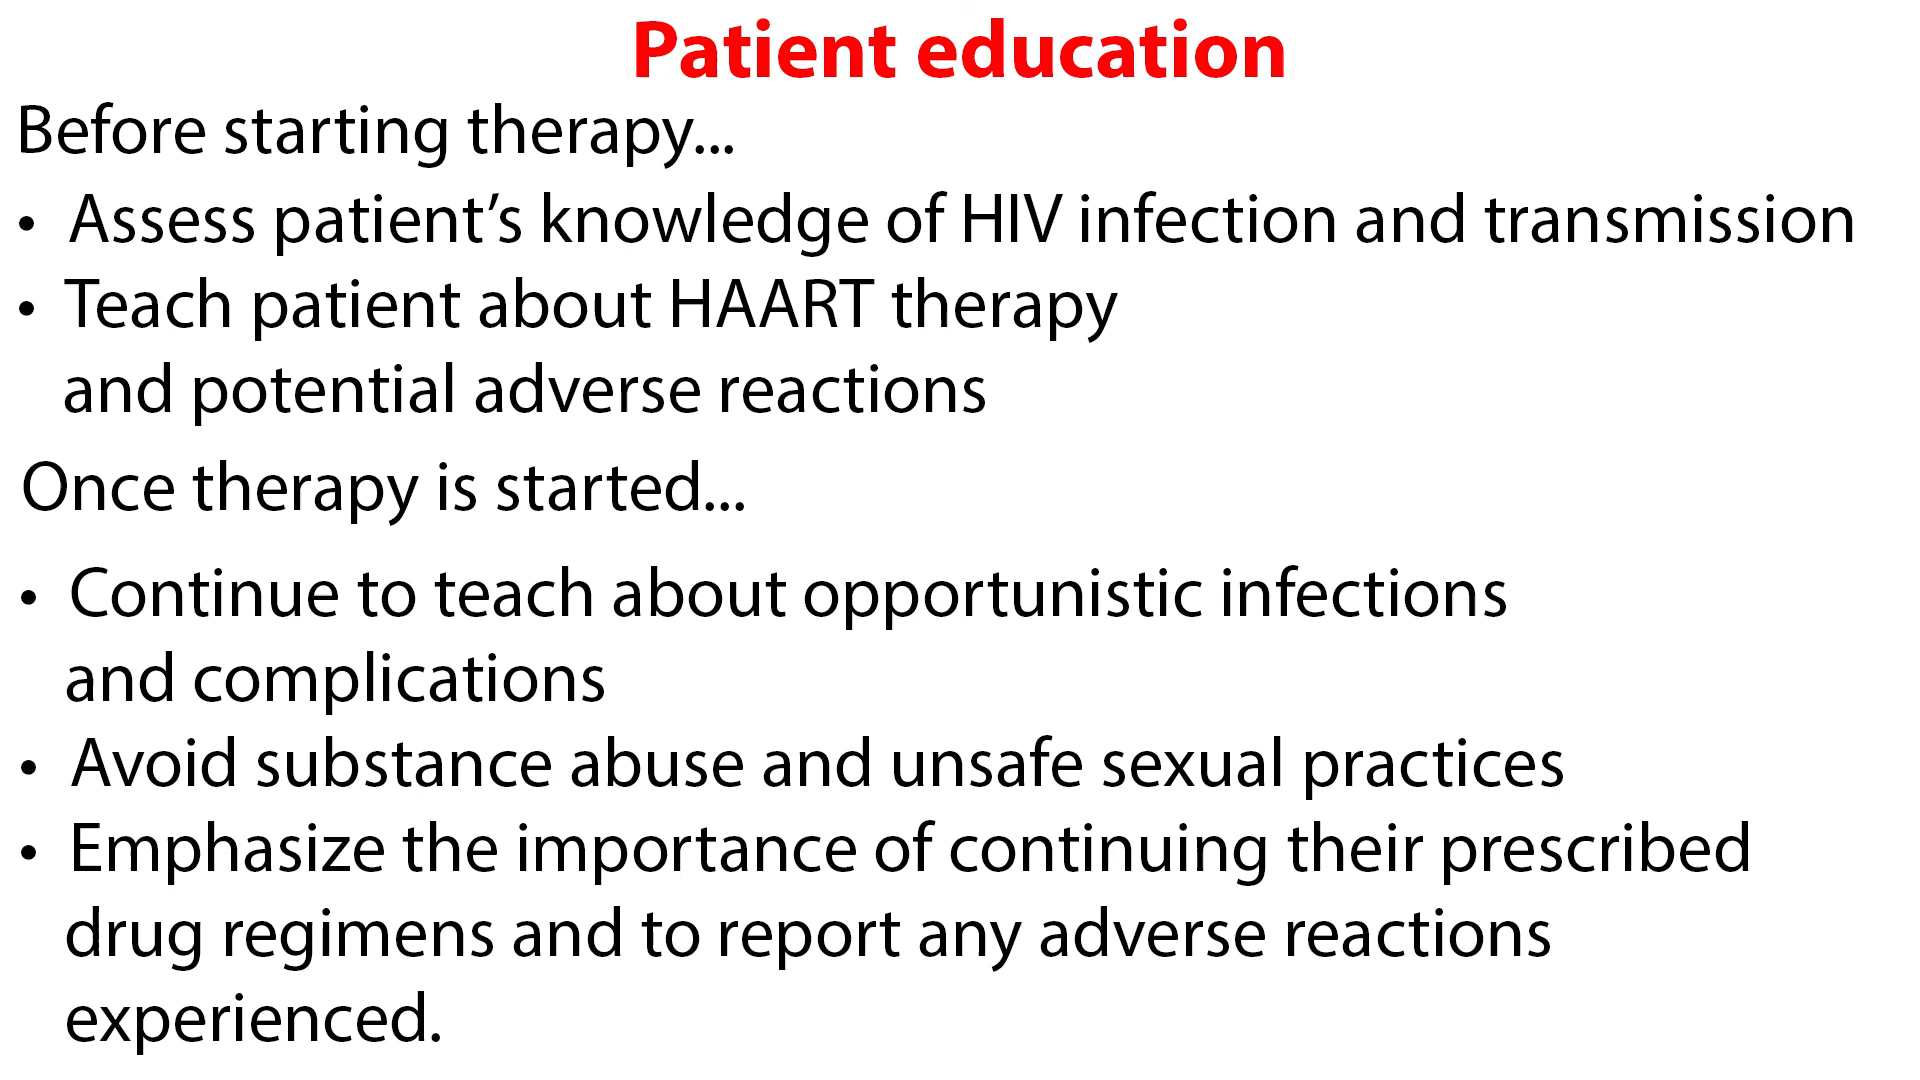 Patient education
Before starting therapy...
• Assess patient’s knowledge of HIV infection and transmission
• Teach patient about HAART therapy
and potential adverse reactions
Once therapy is started...
• Continue to teach about opportunistic infections
and complications
• Avoid substance abuse and unsafe sexual practices
• Emphasize the importance of continuing their prescribed
drug regimens and to report any adverse reactions
experienced.